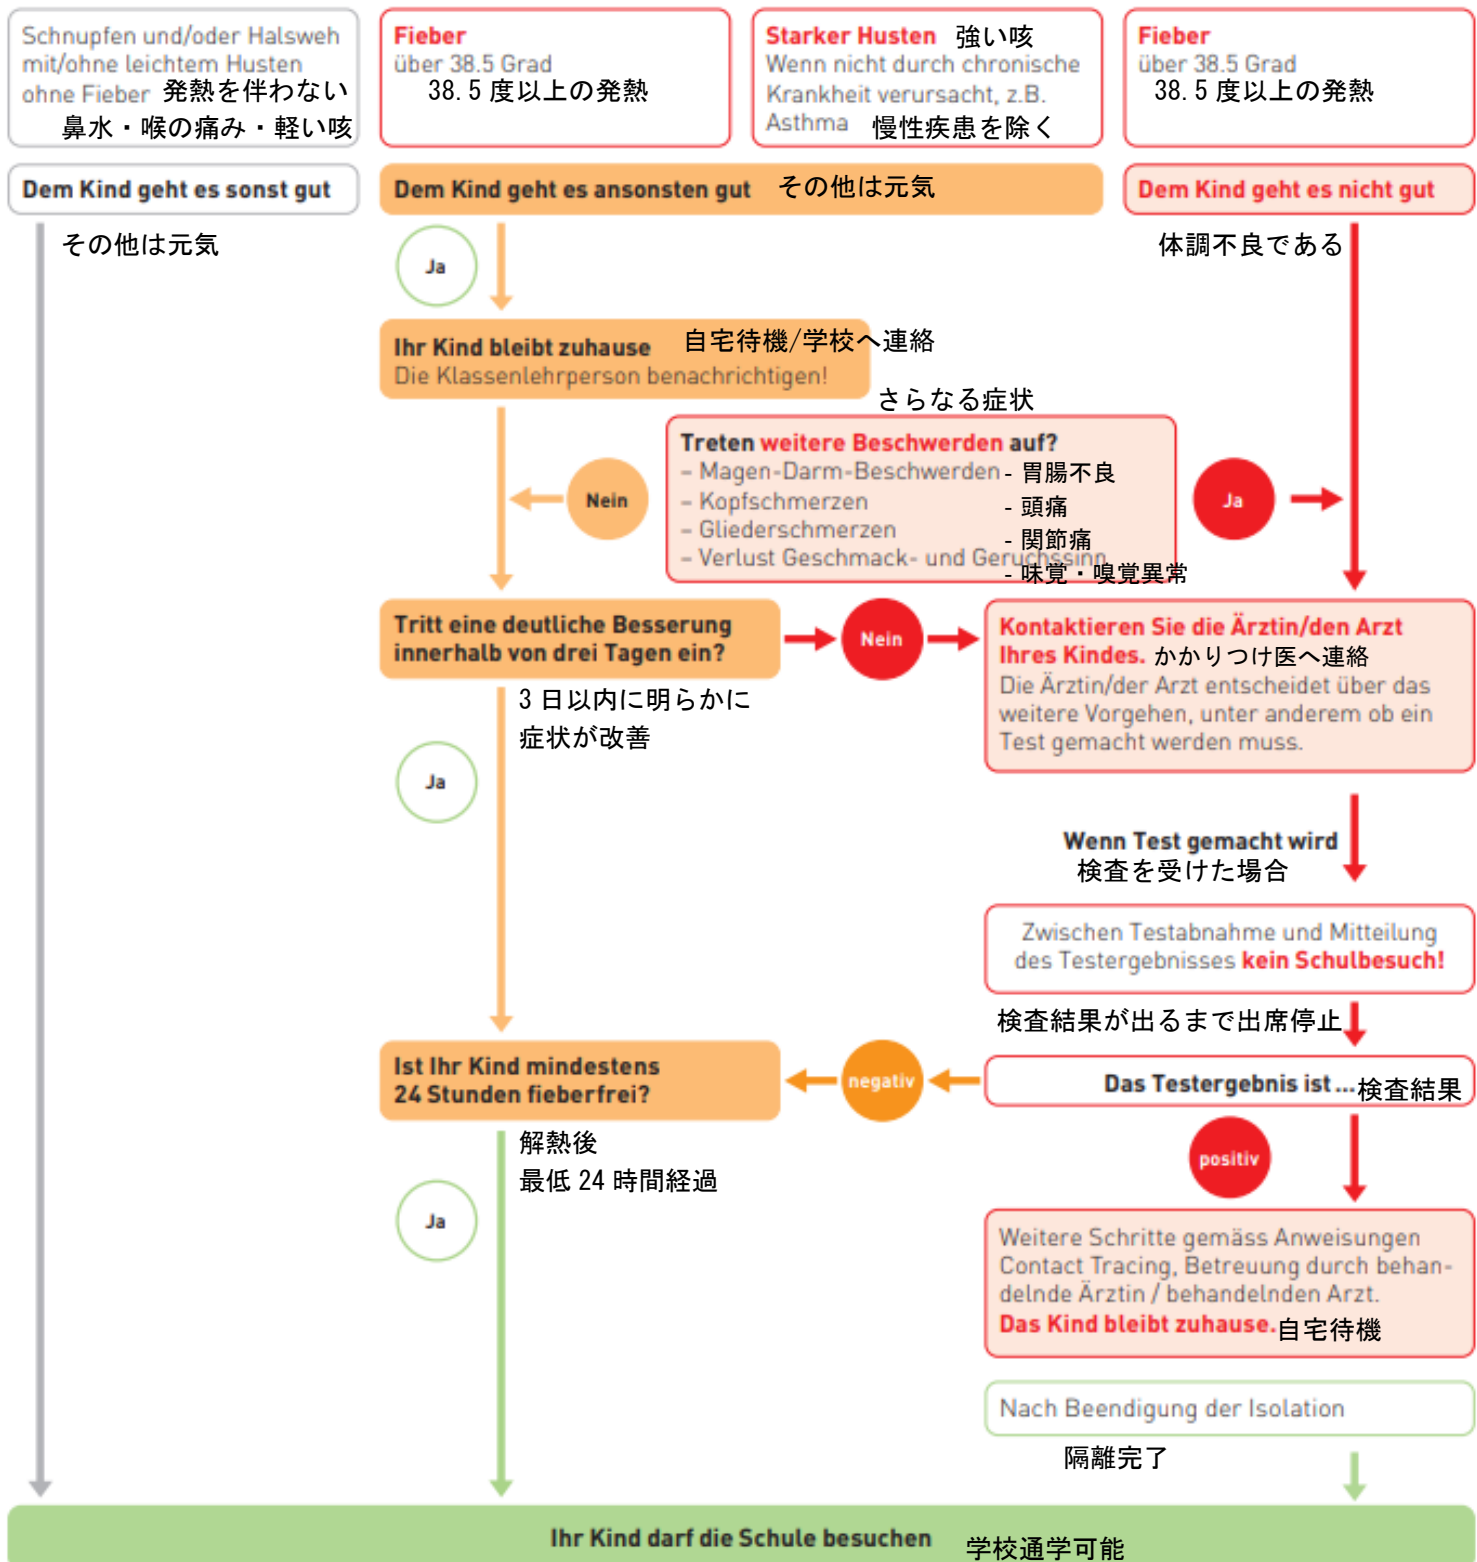 Schnupfen und/oder Halsweh
mit/ohne leichtem Husten
ohne Fieber 発熱を伴わない
鼻水・喉の痛み・軽い咳
Fieber
über 38.5 Grad
38.5 度以上の発熱
Starker Husten 強い咳
Wenn nicht durch chronische
Krankheit verursacht, z.B.
Asthma 慢性疾患を除く
Fieber
über 38.5 Grad
38.5 度以上の発熱
Dem Kind geht es sonst gut
その他は元気
Dem Kind geht es ansonsten gut その他は元気
Dem Kind geht es nicht gut
体調不良である
Ja
Ihr Kind bleibt zuhause 自宅待機/学校へ連絡
Die Klassenlehrperson benachrichtigen!
さらなる症状
Treten weitere Beschwerden auf?
– Magen-Darm-Beschwerden - 胃腸不良
– Kopfschmerzen - 頭痛
– Gliederschmerzen - 関節痛
– Verlust Geschmack- und Geruchssinn
- 味覚・嗅覚異常
Nein
Ja
Tritt eine deutliche Besserung
innerhalb von drei Tagen ein?
3 日以内に明らかに
症状が改善
Nein
Kontaktieren Sie die Ärztin/den Arzt
Ihres Kindes. かかりつけ医へ連絡
Die Ärztin/der Arzt entscheidet über das
weitere Vorgehen, unter anderem ob ein
Test gemacht werden muss.
Ja
Wenn Test gemacht wird
検査を受けた場合
Zwischen Testabnahme und Mitteilung
des Testergebnisses kein Schulbesuch!
検査結果が出るまで出席停止
Ist Ihr Kind mindestens
24 Stunden fieberfrei?
解熱後
最低 24 時間経過
negativ
Das Testergebnis ist ... 検査結果
positiv
Ja
Weitere Schritte gemäss Anweisungen
Contact Tracing, Betreuung durch behan-
delnde Ärztin / behandelnden Arzt.
Das Kind bleibt zuhause. 自宅待機
Nach Beendigung der Isolation
隔離完了
Ihr Kind darf die Schule besuchen 学校通学可能